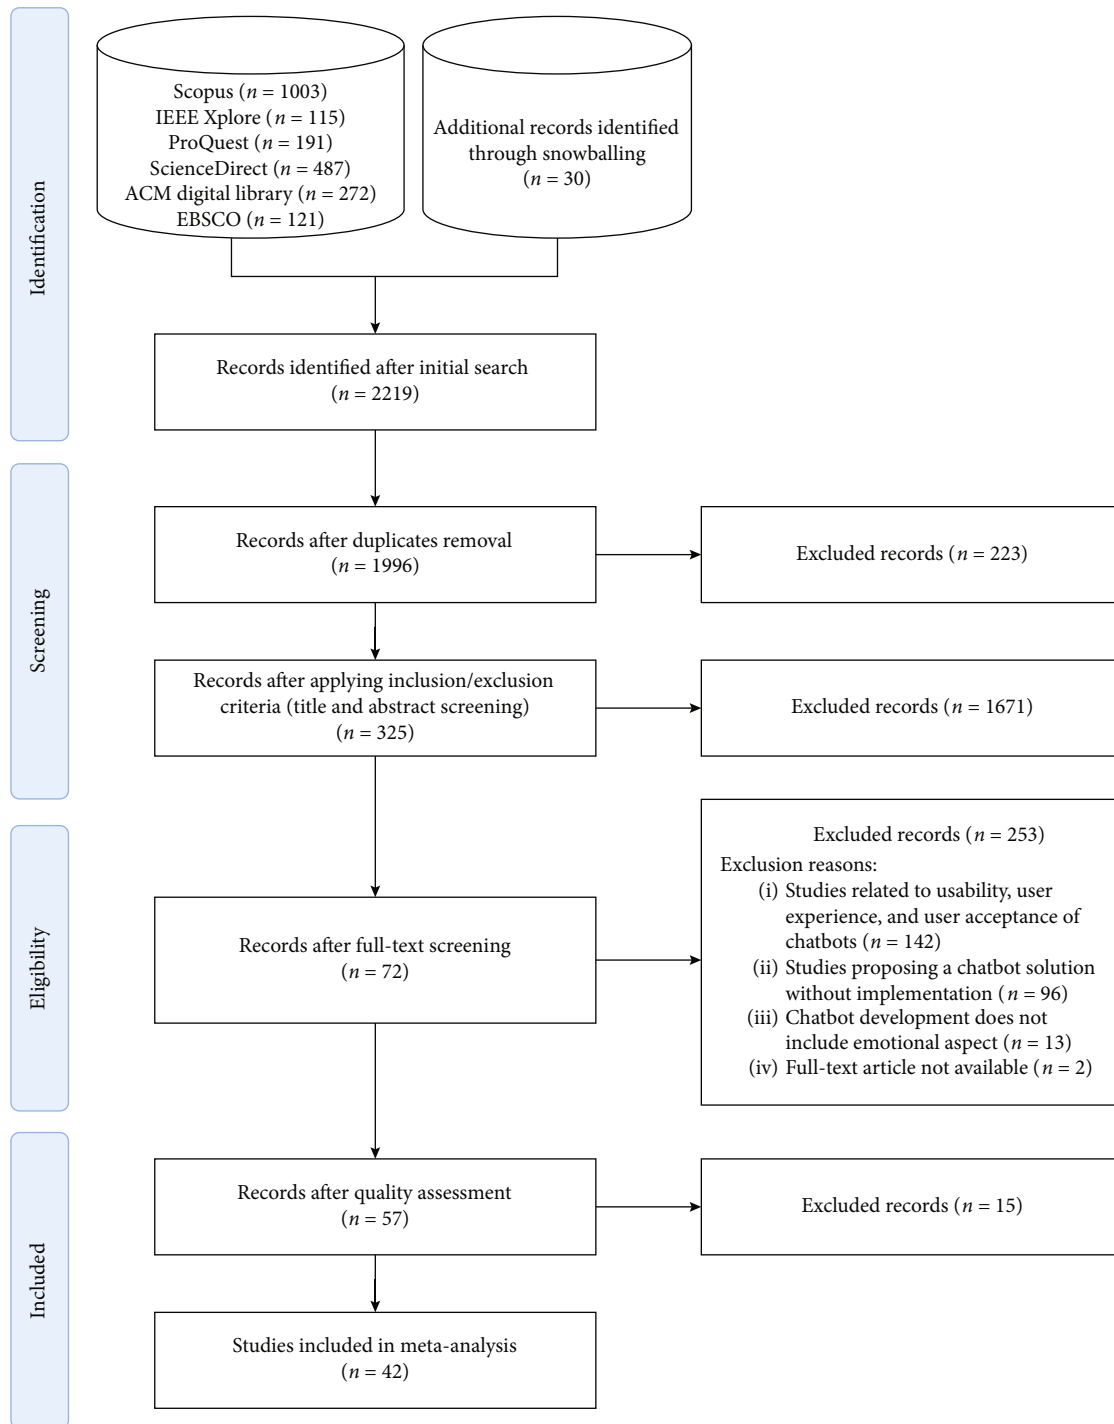 Identification
Scopus (n = 1003)
IEEE Xplore (n = 115)
ProQuest (n = 191)
ScienceDirect (n = 487)
ACM digital library (n = 272)
EBSCO (n = 121)
Additional records identified
through snowballing
(n = 30)
Records identified after initial search
(n = 2219)
Screening
Records after duplicates removal
(n = 1996)
Excluded records (n = 223)
Records after applying inclusion/exclusion
criteria (title and abstract screening)
(n = 325)
Excluded records (n = 1671)
Eligibility
Records after full-text screening
(n = 72)
Excluded records (n = 253)
Exclusion reasons:
(i) Studies related to usability, user
experience, and user acceptance of
chatbots (n = 142)
(ii) Studies proposing a chatbot solution
without implementation (n = 96)
(iii) Chatbot development does not
include emotional aspect (n = 13)
(iv) Full-text article not available (n = 2)
Included
Records after quality assessment
(n = 57)
Excluded records (n = 15)
Studies included in meta-analysis
(n = 42)